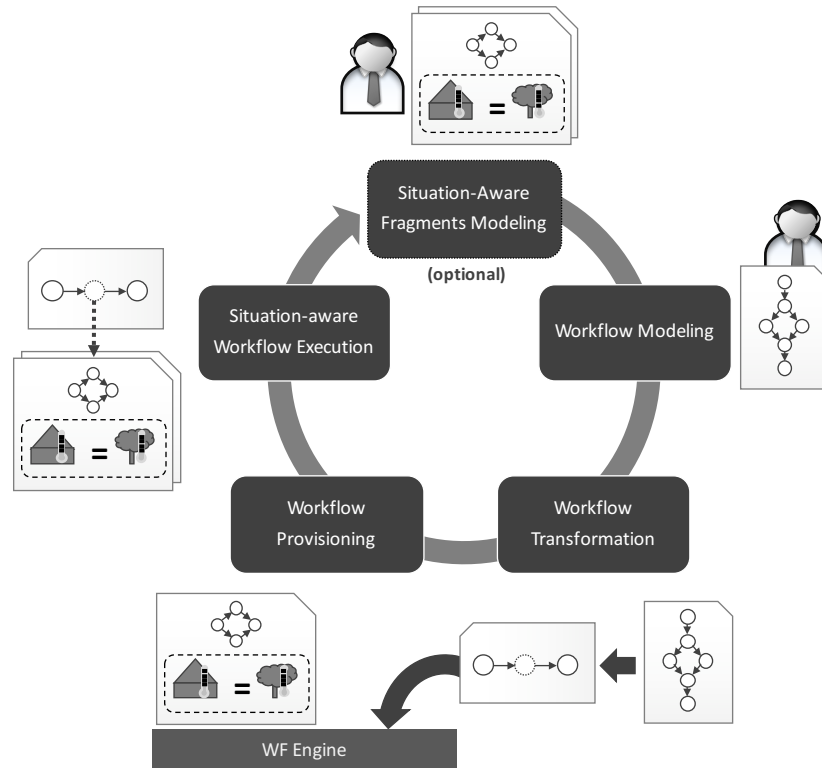 =
Situation-Aware
Fragments Modeling
(optional)
Situation-aware
Workflow Execution
Workflow Modeling
=
Workflow
Provisioning
Workflow
Transformation
=
WF Engine